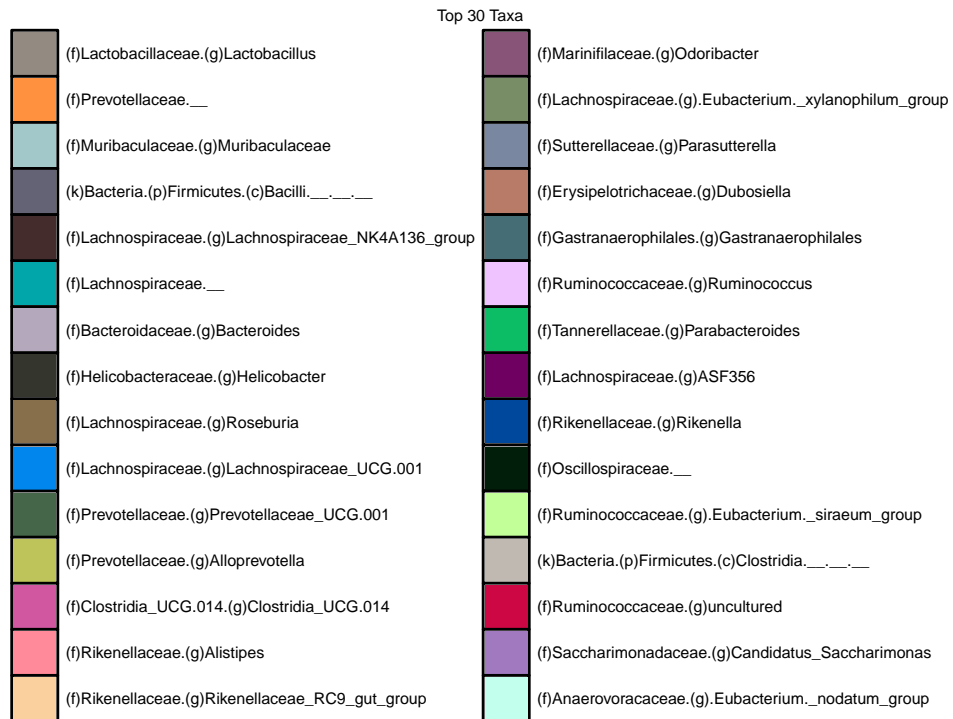 Top 30 Taxa
(f)Lactobacillaceae.(g)Lactobacillus
(f)Prevotellaceae.__
(f)Muribaculaceae.(g)Muribaculaceae
(k)Bacteria.(p)Firmicutes.(c)Bacilli.__.__.__
(f)Lachnospiraceae.(g)Lachnospiraceae_NK4A136_group
(f)Lachnospiraceae.__
(f)Bacteroidaceae.(g)Bacteroides
(f)Helicobacteraceae.(g)Helicobacter
(f)Lachnospiraceae.(g)Roseburia
(f)Lachnospiraceae.(g)Lachnospiraceae_UCG.001
(f)Prevotellaceae.(g)Prevotellaceae_UCG.001
(f)Prevotellaceae.(g)Alloprevotella
(f)Clostridia_UCG.014.(g)Clostridia_UCG.014
(f)Rikenellaceae.(g)Alistipes
(f)Rikenellaceae.(g)Rikenellaceae_RC9_gut_group
(f)Marinifilaceae.(g)Odoribacter
(f)Lachnospiraceae.(g).Eubacterium._xylanophilum_group
(f)Sutterellaceae.(g)Parasutterella
(f)Erysipelotrichaceae.(g)Dubosiella
(f)Gastranaerophilales.(g)Gastranaerophilales
(f)Ruminococcaceae.(g)Ruminococcus
(f)Tannerellaceae.(g)Parabacteroides
(f)Lachnospiraceae.(g)ASF356
(f)Rikenellaceae.(g)Rikenella
(f)Oscillospiraceae.__
(f)Ruminococcaceae.(g).Eubacterium._siraeum_group
(k)Bacteria.(p)Firmicutes.(c)Clostridia.__.__.__
(f)Ruminococcaceae.(g)uncultured
(f)Saccharimonadaceae.(g)Candidatus_Saccharimonas
(f)Anaerovoracaceae.(g).Eubacterium._nodatum_group